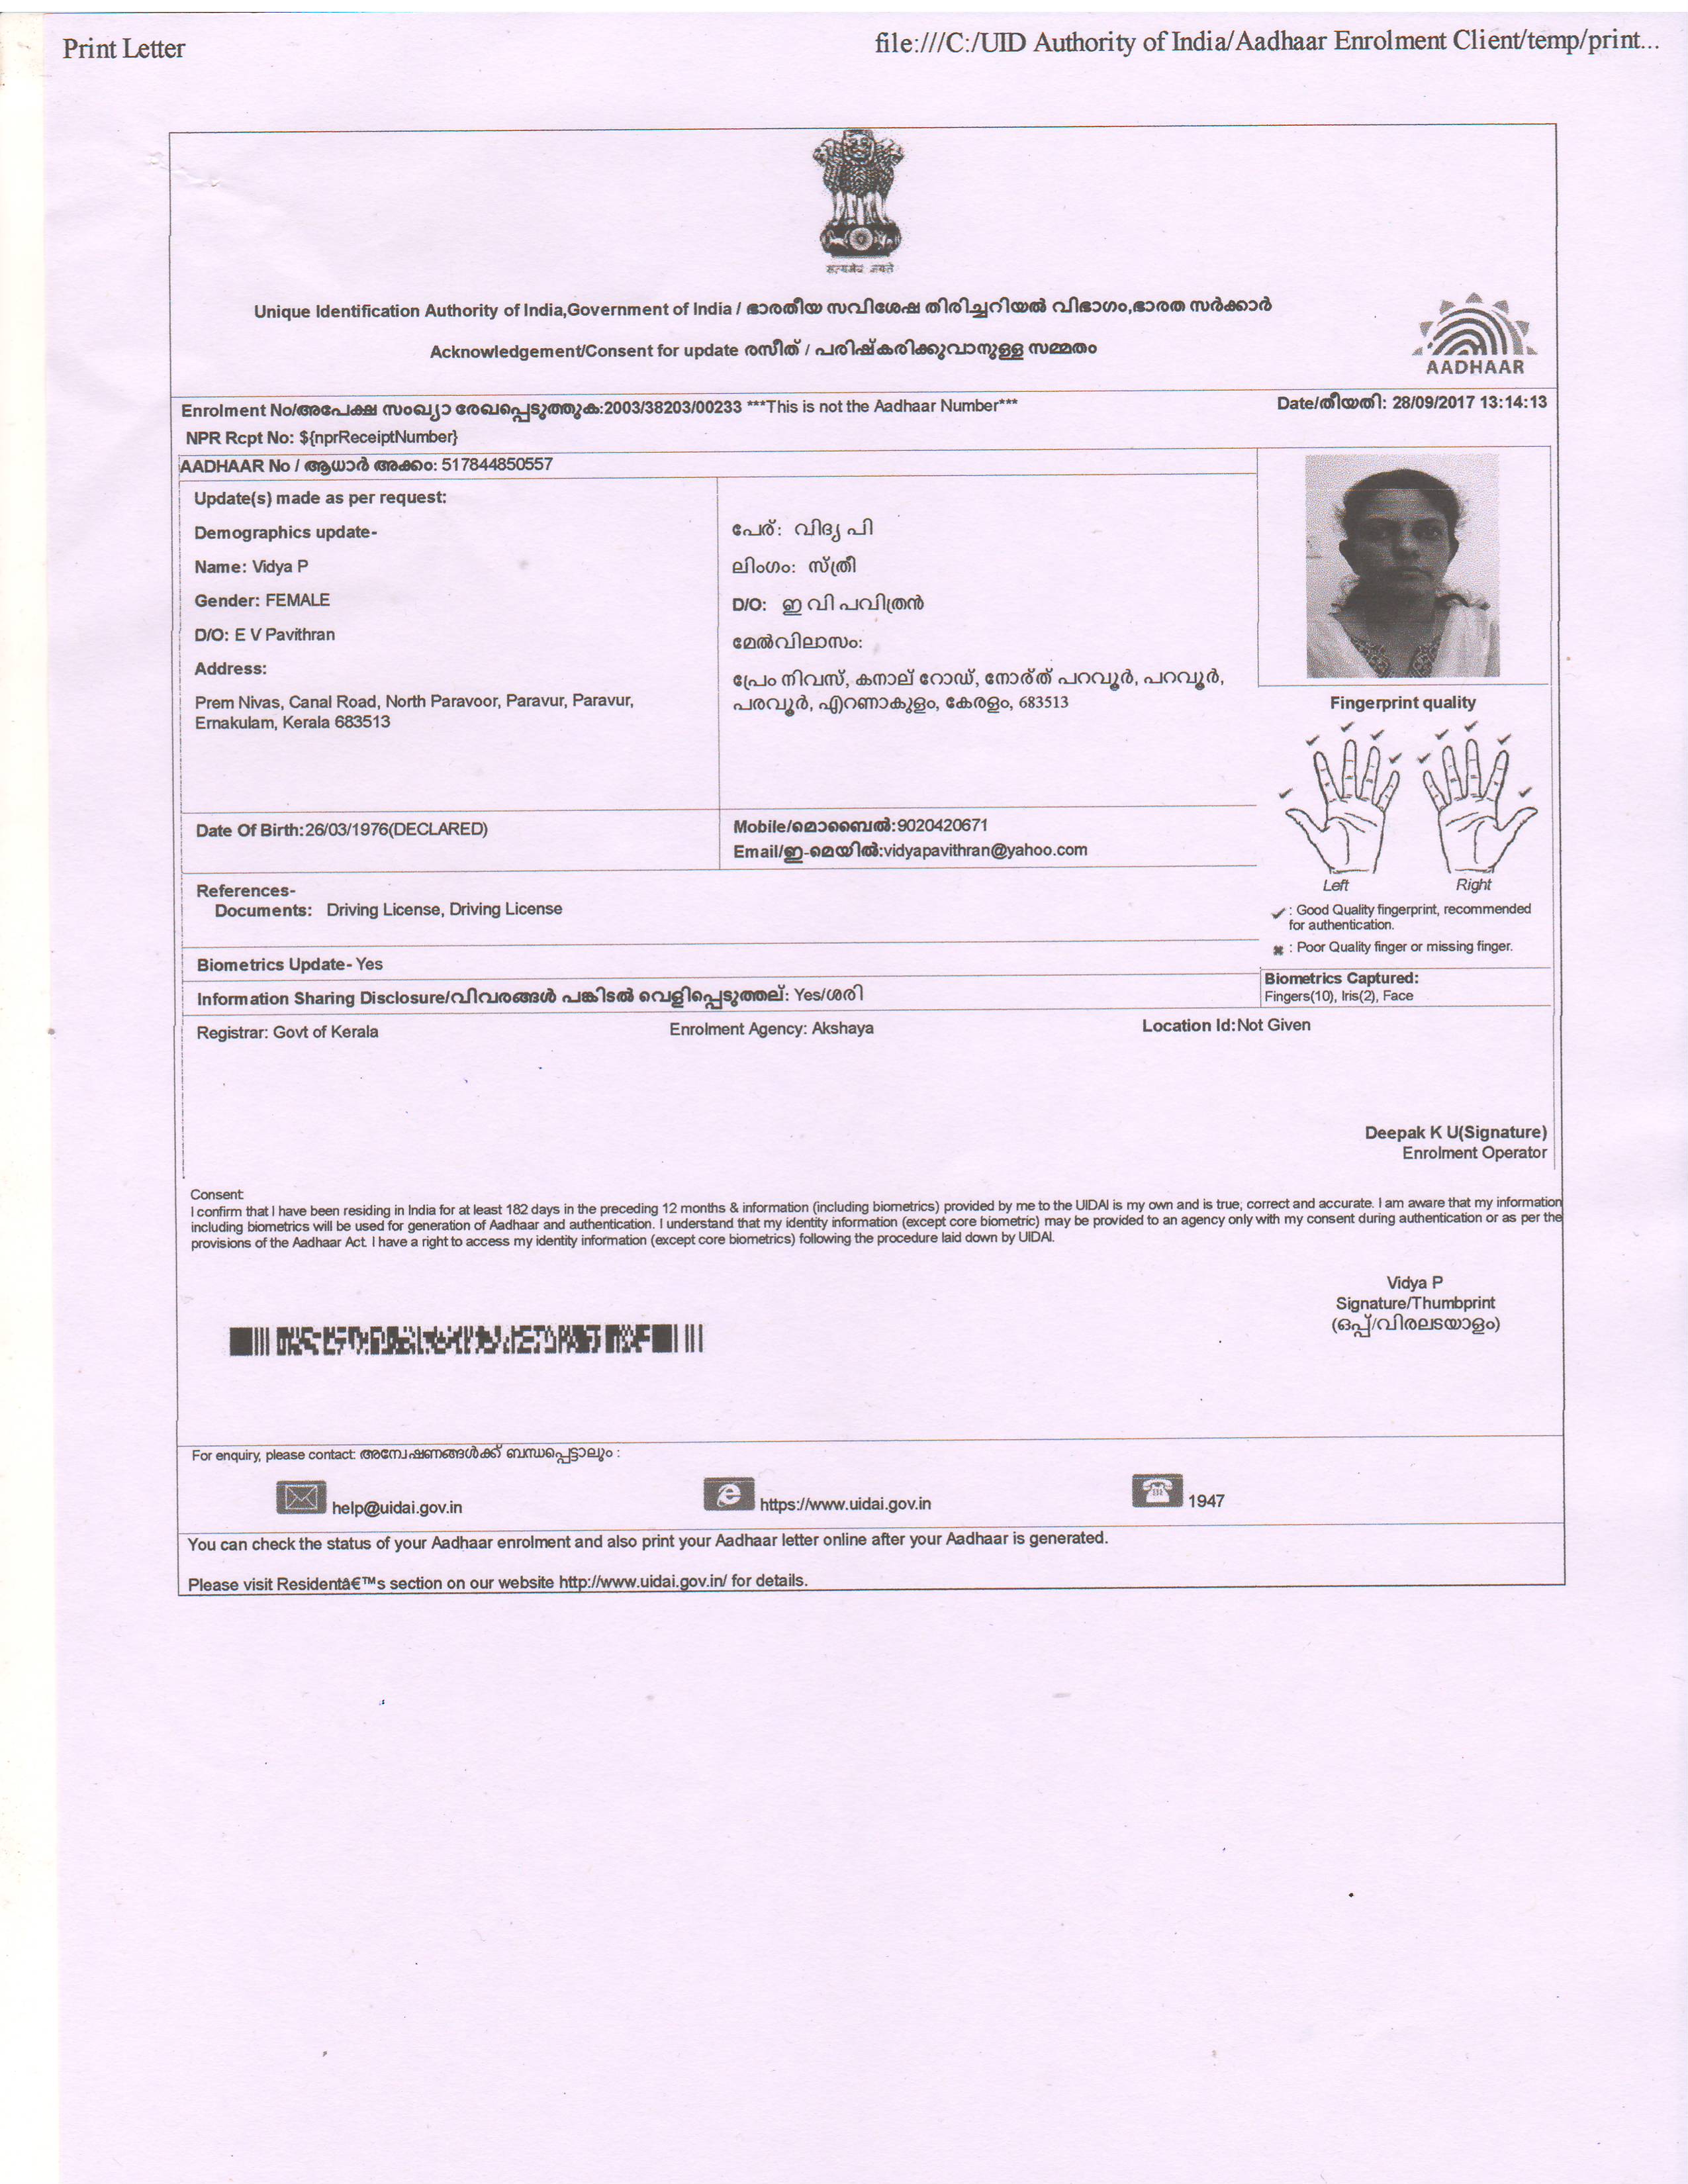 Print Letter
file:///C:/UID Authority of India/Aadhaar Enrolment Client/temp/print...
सत्यमेव जयते
Unique Identification Authority of India,Government of India / ഭാരതീയ സവിശേഷ തിരിച്ചറിയല്‍ വിഭാഗം,ഭാരത സര്‍ക്കാര്‍
Acknowledgement/Consent for update രസീത് / പരിഷ്കരിക്കുവാനുള്ള സമ്മതം
AADHAAR
Enrolment No/അപേക്ഷ സംഖ്യാ രേഖപ്പെടുത്തുക:2003/38203/00233 ***This is not the Aadhaar Number***
Date/തീയതി: 28/09/2017 13:14:13
NPR Rcpt No: ${nprReceiptNumber}
AADHAAR No / ആധാര്‍ അക്കം: 517844850557
Update(s) made as per request:
Demographics update-
Name: Vidya P
Gender: FEMALE
D/O: E V Pavithran
Address:
Prem Nivas, Canal Road, North Paravoor, Paravur, Paravur,
Ernakulam, Kerala 683513
പേര്: വിദ്യ പി
ലിംഗം: സ്ത്രീ
D/O: ഇ വി പവിത്രന്‍
മേല്‍വിലാസം:
പ്രേം നിവസ്, കനാല് റോഡ്, നോര്ത് പറവൂര്‍, പറവൂര്‍,
പരവൂര്‍, എറണാകുളം, കേരളം, 683513
Fingerprint quality
Left
Right
✓: Good Quality fingerprint, recommended
for authentication.
✖ : Poor Quality finger or missing finger.
Date Of Birth:26/03/1976(DECLARED)
Mobile/മൊബൈല്‍:9020420671
Email/ഇ-മെയില്‍:vidyapavithran@yahoo.com
References-
Documents: Driving License, Driving License
Biometrics Update- Yes
Biometrics Captured:
Fingers(10), Iris(2), Face
Information Sharing Disclosure/വിവരങ്ങള്‍ പങ്കിടല്‍ വെളിപ്പെടുത്തല്: Yes/ശരി
Registrar: Govt of Kerala
Enrolment Agency: Akshaya
Location Id:Not Given
Deepak K U(Signature)
Enrolment Operator
Consent
I confirm that I have been residing in India for at least 182 days in the preceding 12 months & information (including biometrics) provided by me to the UIDAI is my own and is true, correct and accurate. I am aware that my information
including biometrics will be used for generation of Aadhaar and authentication. I understand that my identity information (except core biometric) may be provided to an agency only with my consent during authentication or as per the
provisions of the Aadhaar Act. I have a right to access my identity information (except core biometrics) following the procedure laid down by UIDAI.
Vidya P
Signature/Thumbprint
(ഒപ്പ്/വിരലടയാളം)
For enquiry, please contact: അന്വേഷണങ്ങള്‍ക്ക് ബന്ധപ്പെട്ടാലും :
help@uidai.gov.in
https://www.uidai.gov.in
1947
You can check the status of your Aadhaar enrolment and also print your Aadhaar letter online after your Aadhaar is generated.
Please visit Residentâ€™s section on our website http://www.uidai.gov.in/ for details.